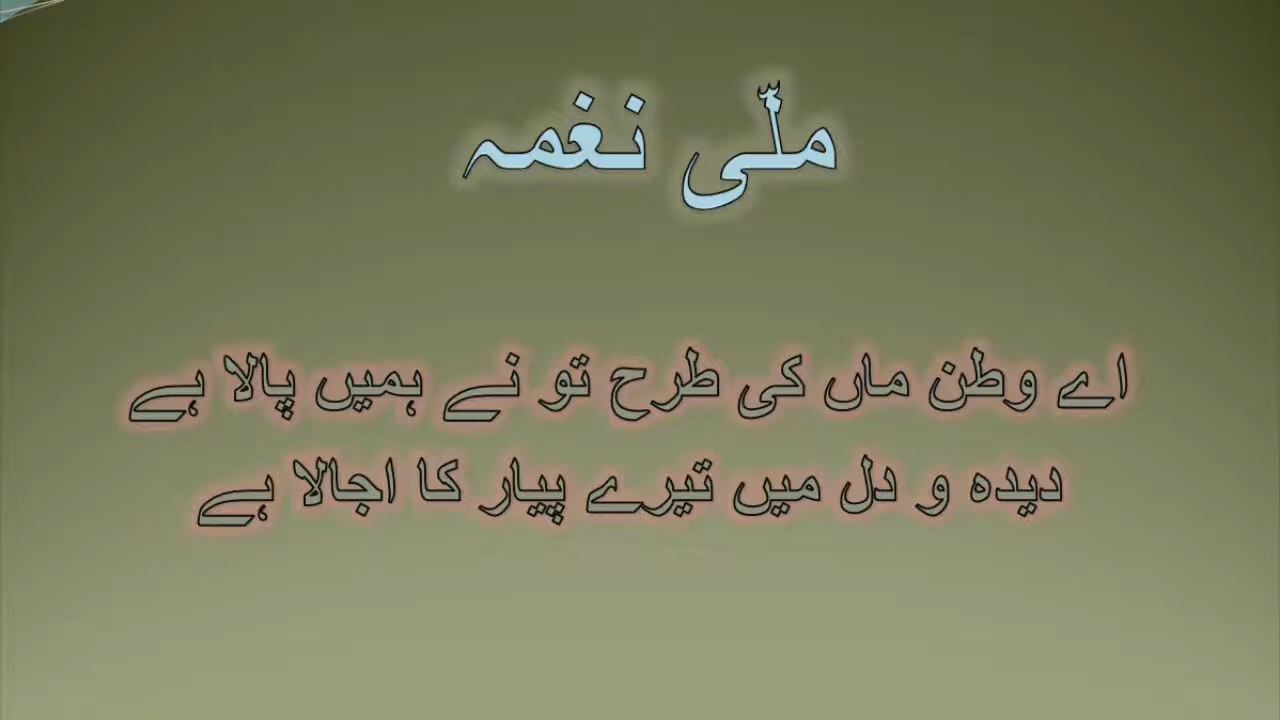 ملّی نغمہ
اے وطن ماں کی طرح تو نے ہمیں پالا ہے
دیدہ و دل میں تیرے پیار کا اجالا ہے